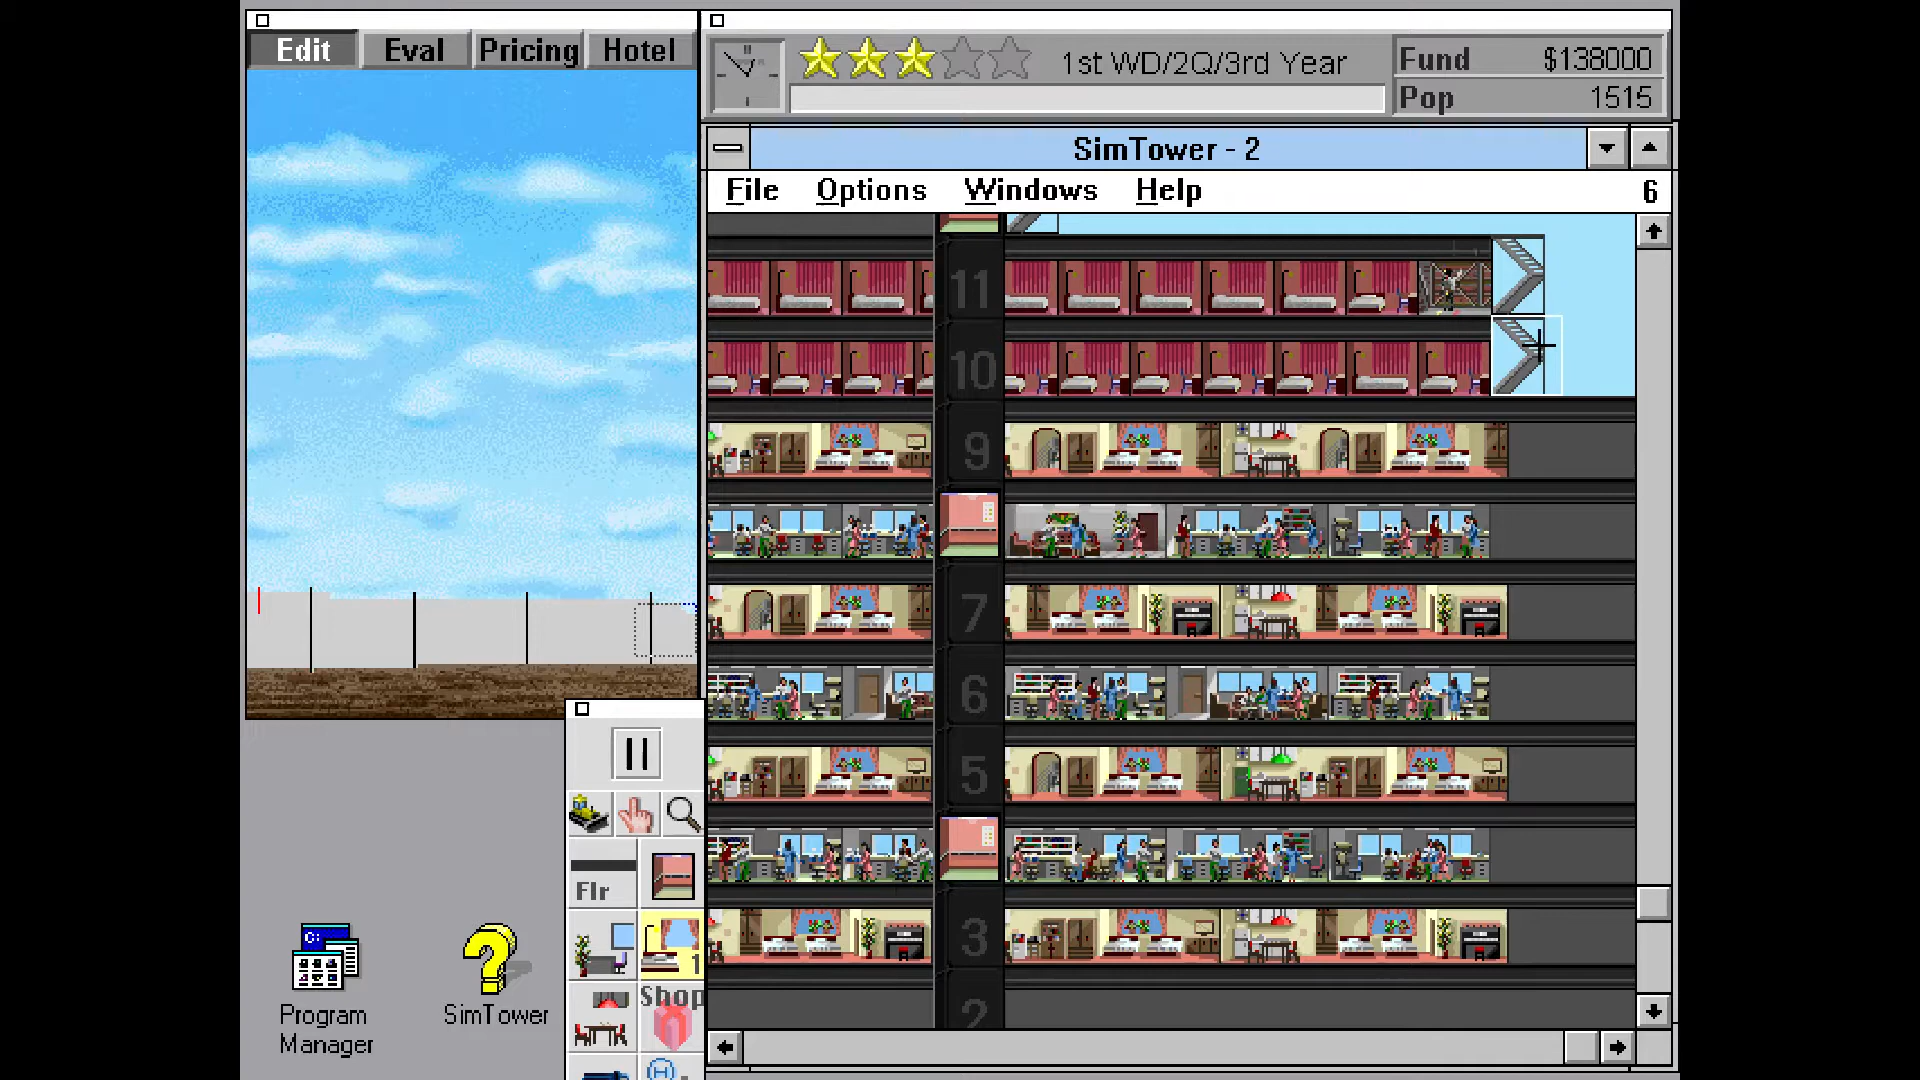 Edit Eval Pricing Hotel
1st WD/2Q/3rd Year
Fund $138000
Pop 1515
SimTower - 2
File Options Windows Help 6
11
10
9
7
6
5
3
2
Flr
1
Shop
H
C:
Program
Manager
SimTower